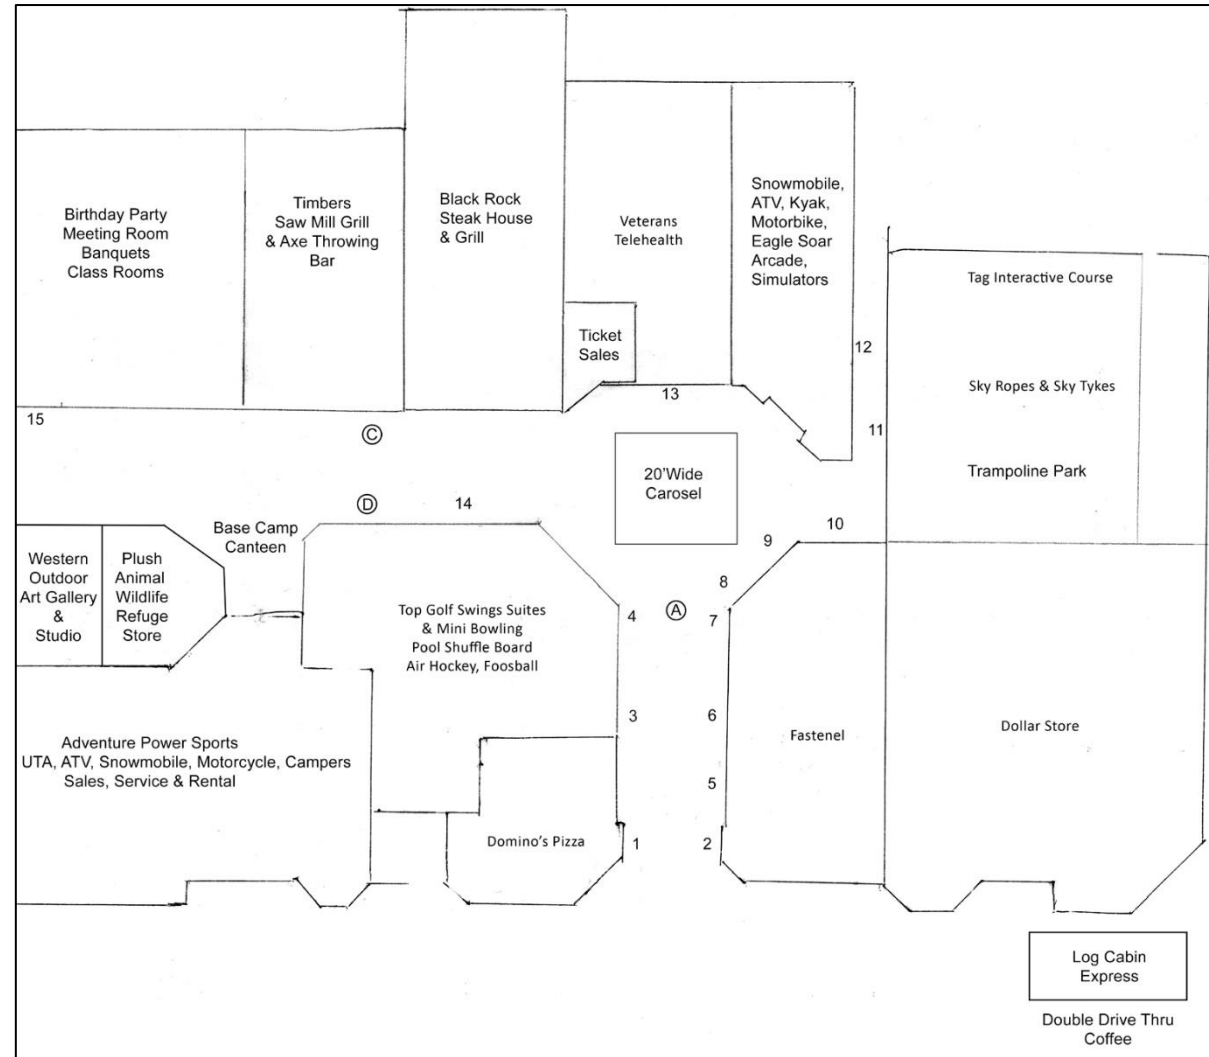 Birthday Party
Meeting Room
Banquets
Class Rooms
Timbers
Saw Mill Grill
& Axe Throwing
Bar
Black Rock
Steak House
& Grill
Veterans
Telehealth
Snowmobile,
ATV, Kyak,
Motorbike,
Eagle Soar
Arcade,
Simulators
Tag Interactive Course
Ticket
Sales
12
Sky Ropes & Sky Tykes
13
15
C
11
20'Wide
Carosel
Trampoline Park
D
14
10
9
Base Camp
Canteen
Western
Outdoor
Art Gallery
&
Studio
Plush
Animal
Wildlife
Refuge
Store
8
Top Golf Swings Suites
& Mini Bowling
Pool Shuffle Board
Air Hockey, Foosball
4
A
7
3
6
Adventure Power Sports
UTA, ATV, Snowmobile, Motorcycle, Campers
Sales, Service & Rental
Fastenel
Dollar Store
5
Domino's Pizza
1
2
Log Cabin
Express
Double Drive Thru
Coffee